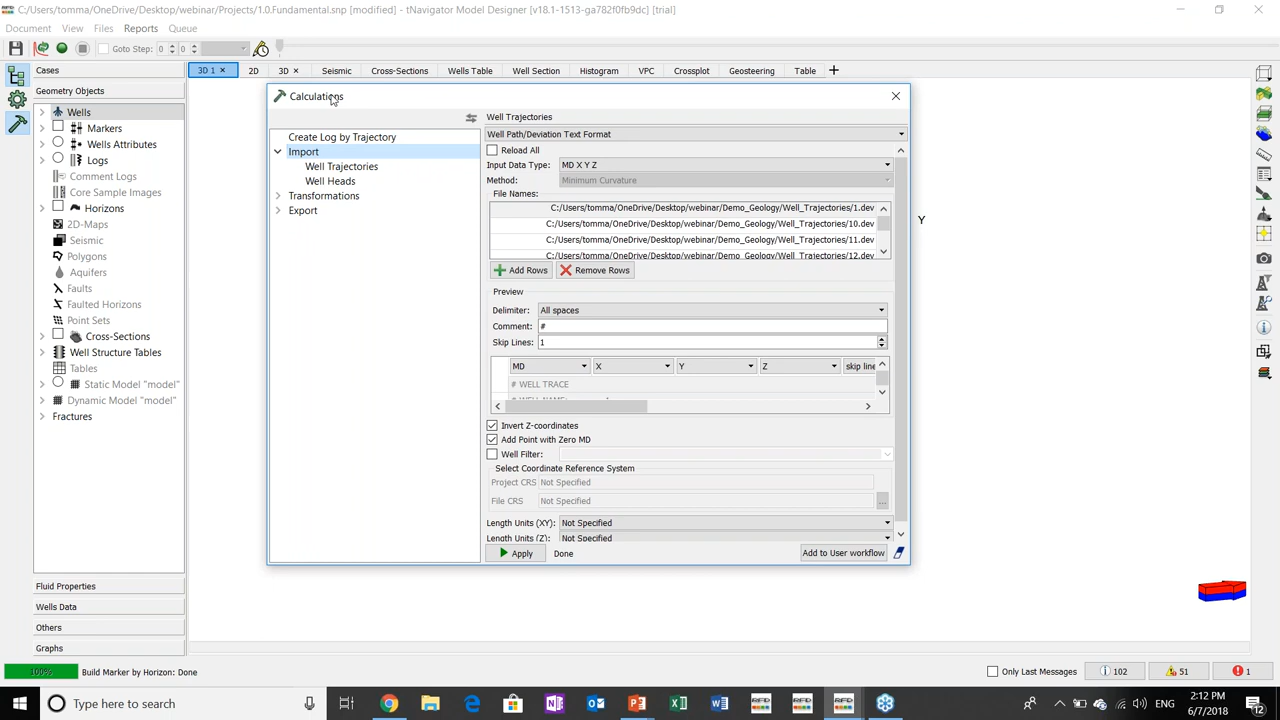 C:/Users/tomma/OneDrive/Desktop/webinar/Projects/1.0.Fundamental.snp [modified] - tNavigator Model Designer [v18.1-1513-ga782f0fb9dc] [trial]
Document View Files Reports Queue
Goto Step: 0 0
Cases
3D 1 2D 3D Seismic Cross-Sections Wells Table Well Section Histogram VPC Crossplot Geosteering Table
Geometry Objects
Wells
Markers
Wells Attributes
Logs
Comment Logs
Core Sample Images
Horizons
2D-Maps
Seismic
Polygons
Aquifers
Faults
Faulted Horizons
Point Sets
Cross-Sections
Well Structure Tables
Tables
Static Model "model"
Dynamic Model "model"
Fractures
Fluid Properties
Wells Data
Others
Graphs
Calculations
Create Log by Trajectory
Import
Well Trajectories
Well Heads
Transformations
Export
Well Trajectories
Well Path/Deviation Text Format
Reload All
Input Data Type: MD X Y Z
Method: Minimum Curvature
File Names:
C:/Users/tomma/OneDrive/Desktop/webinar/Demo_Geology/Well_Trajectories/1.dev
C:/Users/tomma/OneDrive/Desktop/webinar/Demo_Geology/Well_Trajectories/10.dev
C:/Users/tomma/OneDrive/Desktop/webinar/Demo_Geology/Well_Trajectories/11.dev
C:/Users/tomma/OneDrive/Desktop/webinar/Demo_Geology/Well_Trajectories/12.dev
Add Rows Remove Rows
Preview
Delimiter: All spaces
Comment: #
Skip Lines: 1
MD X Y Z skip line
# WELL TRACE
# WELL NAME:
Invert Z-coordinates
Add Point with Zero MD
Well Filter:
Select Coordinate Reference System
Project CRS Not Specified
File CRS Not Specified
...
Length Units (XY): Not Specified
Length Units (Z): Not Specified
Apply Done Add to User workflow
Y
100% Build Marker by Horizon: Done
Only Last Messages 102 51 1
Type here to search
ENG
2:12 PM
6/7/2018